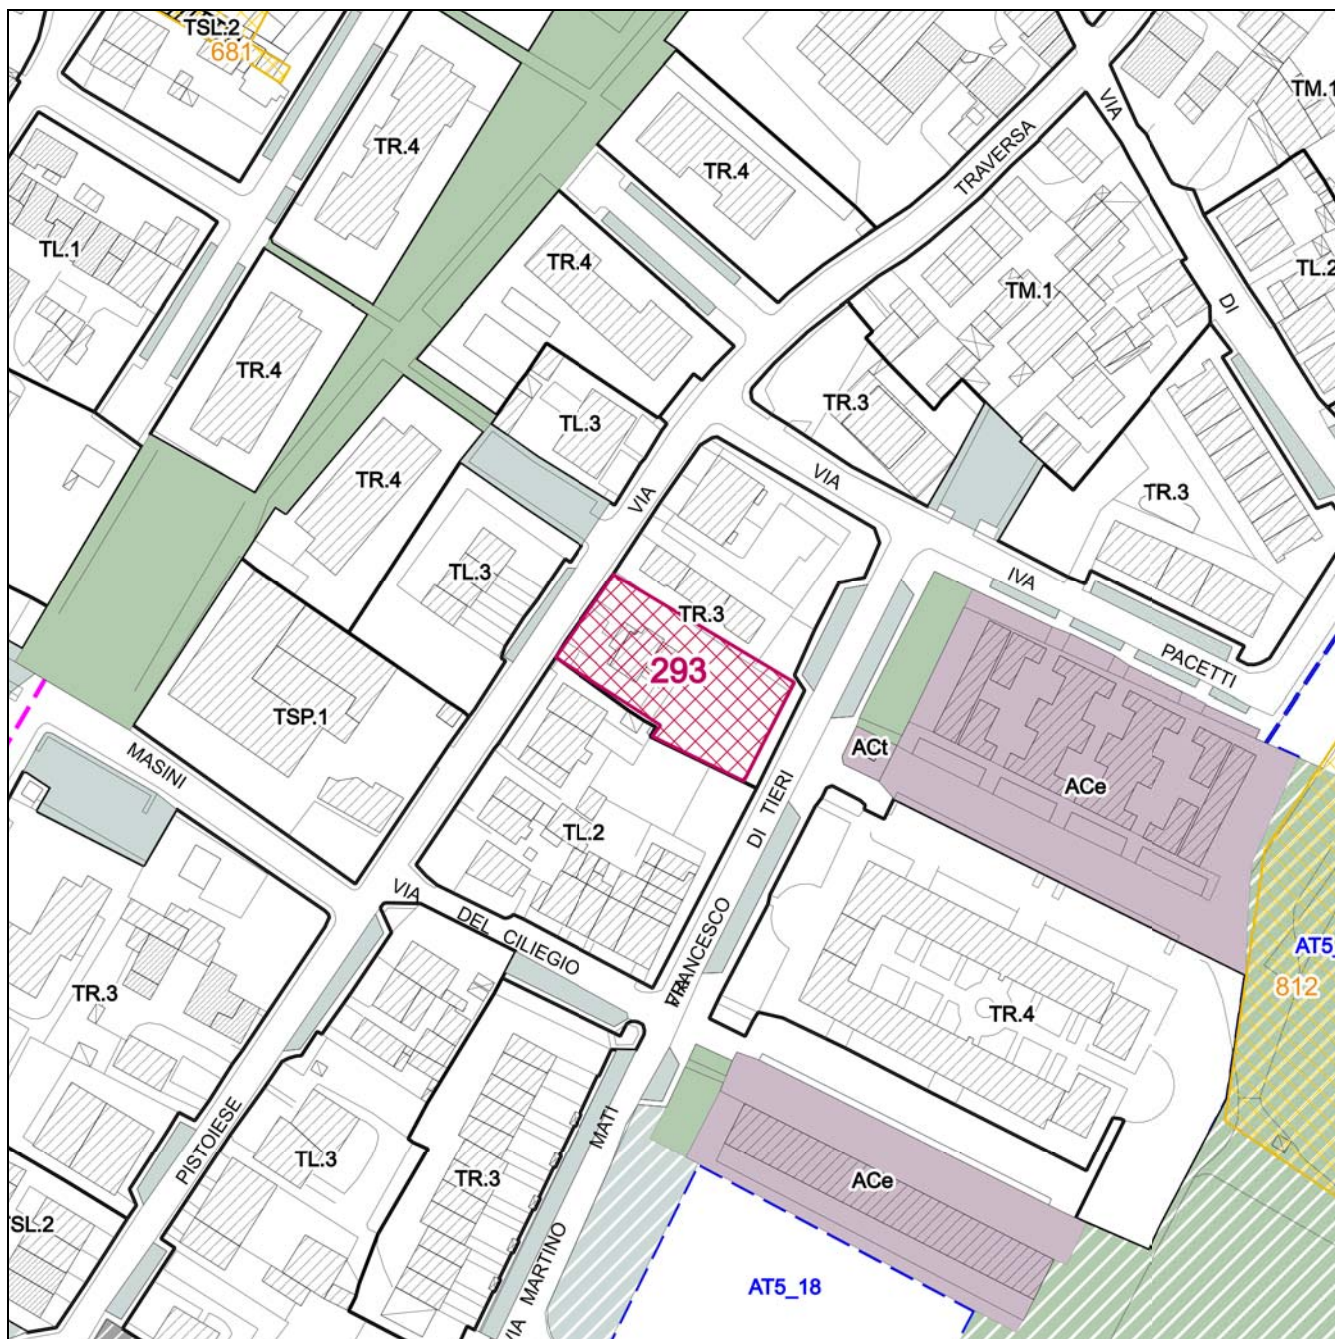 TSL.2
681
TR.4
TR.4
TM.1
VIA
TRAVERSA
TL.1
TR.4
TM.1
TL.2
DI
TR.4
TR.3
TL.3
TR.4
VIA
VIA
TR.3
TL.3
IVA
TR.3
PACETTI
293
TSP.1
ACt
MASINI
ACe
DI TIERI
TL.2
VIA
DEL CILIEGIO
FRANCESCO
VIA
AT5_
812
TR.3
TR.4
PISTOIESE
MATI
TL.3
TR.3
ACe
SL.2
VIA MARTINO
AT5_18